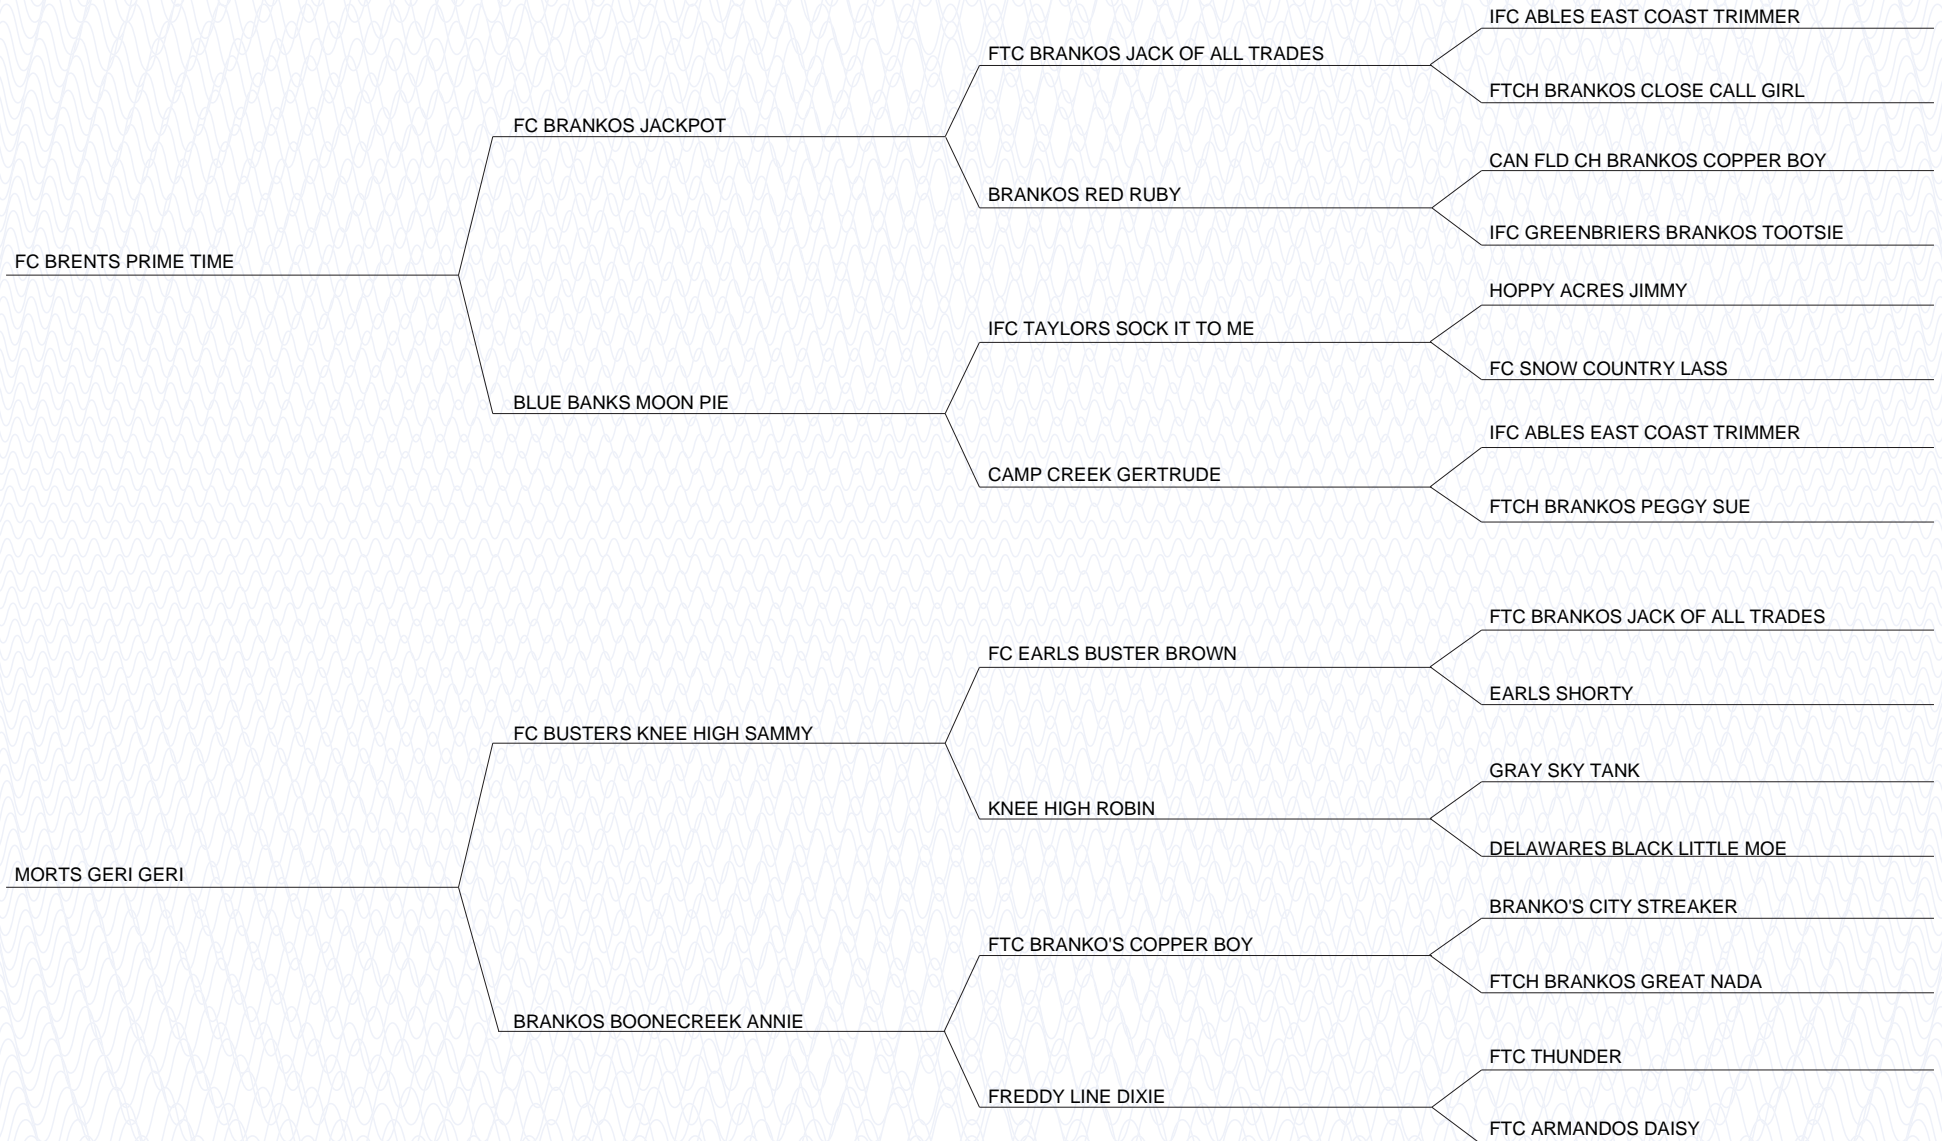 IFC ABLES EAST COAST TRIMMER
FTC BRANKOS JACK OF ALL TRADES
FTCH BRANKOS CLOSE CALL GIRL
FC BRANKOS JACKPOT
CAN FLD CH BRANKOS COPPER BOY
BRANKOS RED RUBY
IFC GREENBRIERS BRANKOS TOOTSIE
FC BRENTS PRIME TIME
HOPPY ACRES JIMMY
IFC TAYLORS SOCK IT TO ME
FC SNOW COUNTRY LASS
BLUE BANKS MOON PIE
IFC ABLES EAST COAST TRIMMER
CAMP CREEK GERTRUDE
FTCH BRANKOS PEGGY SUE
FTC BRANKOS JACK OF ALL TRADES
FC EARLS BUSTER BROWN
EARLS SHORTY
FC BUSTERS KNEE HIGH SAMMY
GRAY SKY TANK
KNEE HIGH ROBIN
DELAWARES BLACK LITTLE MOE
MORTS GERI GERI
BRANKO'S CITY STREAKER
FTC BRANKO'S COPPER BOY
FTCH BRANKOS GREAT NADA
BRANKOS BOONECREEK ANNIE
FTC THUNDER
FREDDY LINE DIXIE
FTC ARMANDOS DAISY